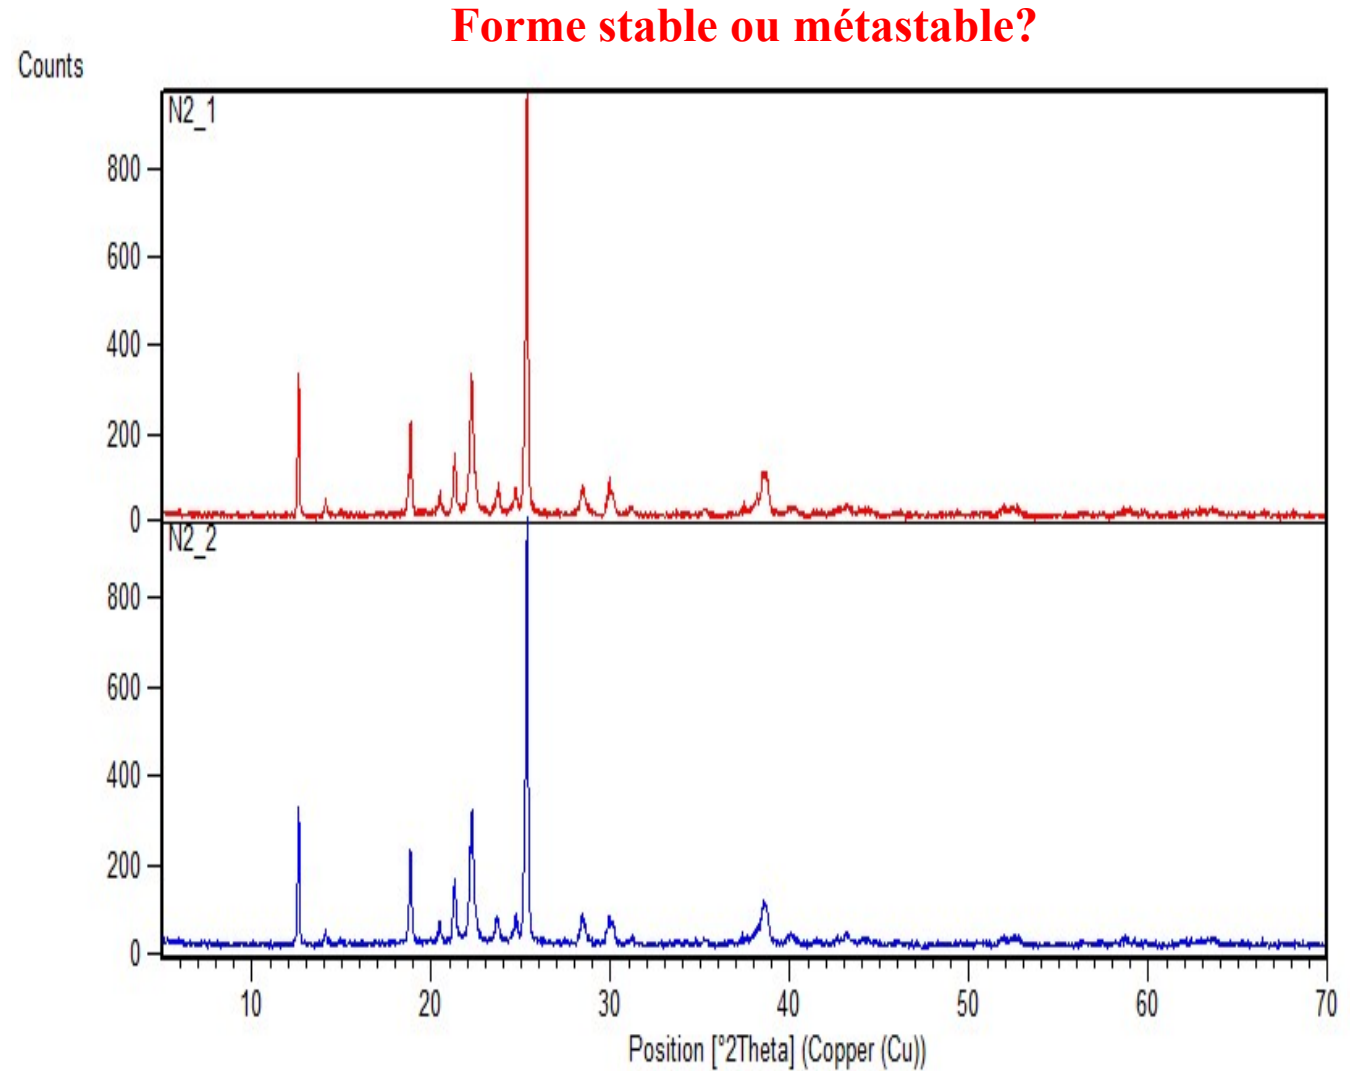 Forme stable ou métastable?
Counts
N2_1
800
600
400
200
0
N2_2
800
600
400
200
0
10 20 30 40 50 60 70
Position [°2Theta] (Copper (Cu))